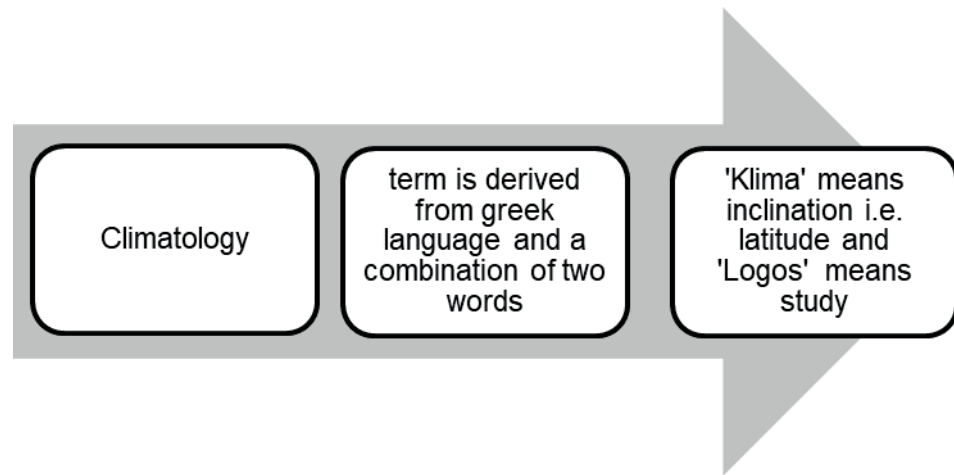 Climatology
term is derived
from greek
language and a
combination of two
words
'Klima' means
inclination i.e.
latitude and
'Logos' means
study